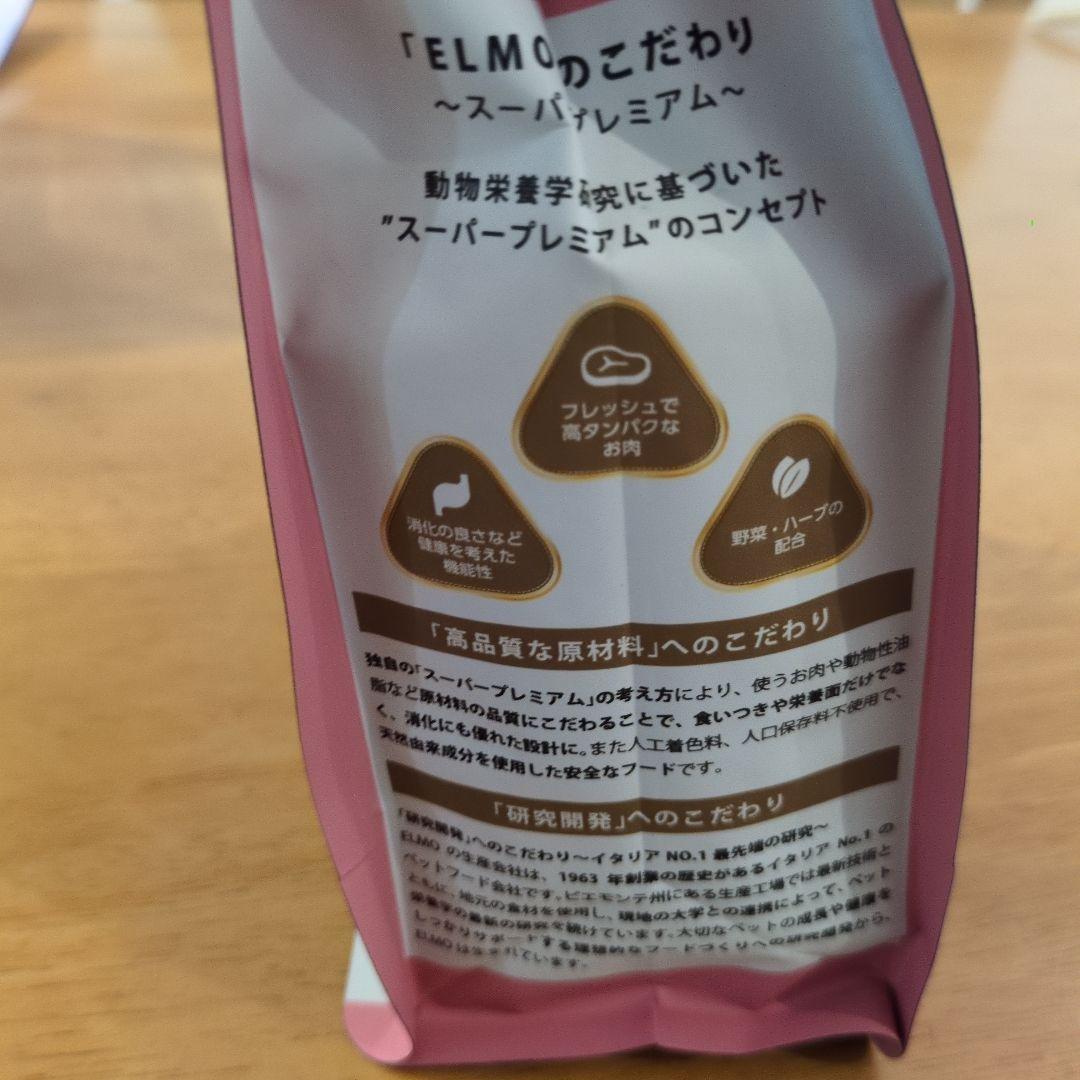 「ELMOのこだわり
～スーパープレミアム～
動物栄養学研究に基づいた
"スーパープレミアム"のコンセプト
フレッシュで
高タンパクな
お肉
消化の良さなど
健康を考えた
機能性
野菜・ハーブの
配合
「高品質な原材料」へのこだわり
独自の「スーパープレミアム」の考え方により、使うお肉や動物性油
脂など原材料の品質にこだわることで、食いつきや栄養面だけでな
く、消化にも優れた設計に。また人工着色料、人口保存料不使用で、
天然由来成分を使用した安全なフードです。
「研究開発」へのこだわり
「研究開発」へのこだわり～イタリア NO.1 最先端の研究～
ELMO の生産会社は、1963 年創業の歴史があるイタリア No.1 の
ペットフード会社です。ピエモンテ州にある生産工場では最新技術と
ともに、地元の食材を使用し、現地の大学との連携によって、ペット
栄養学の最新の研究を続けています。大切なペットの成長や健康を
しっかりサポートする理想的なフードづくりへの研究開発から、
ELMO は生まれています。